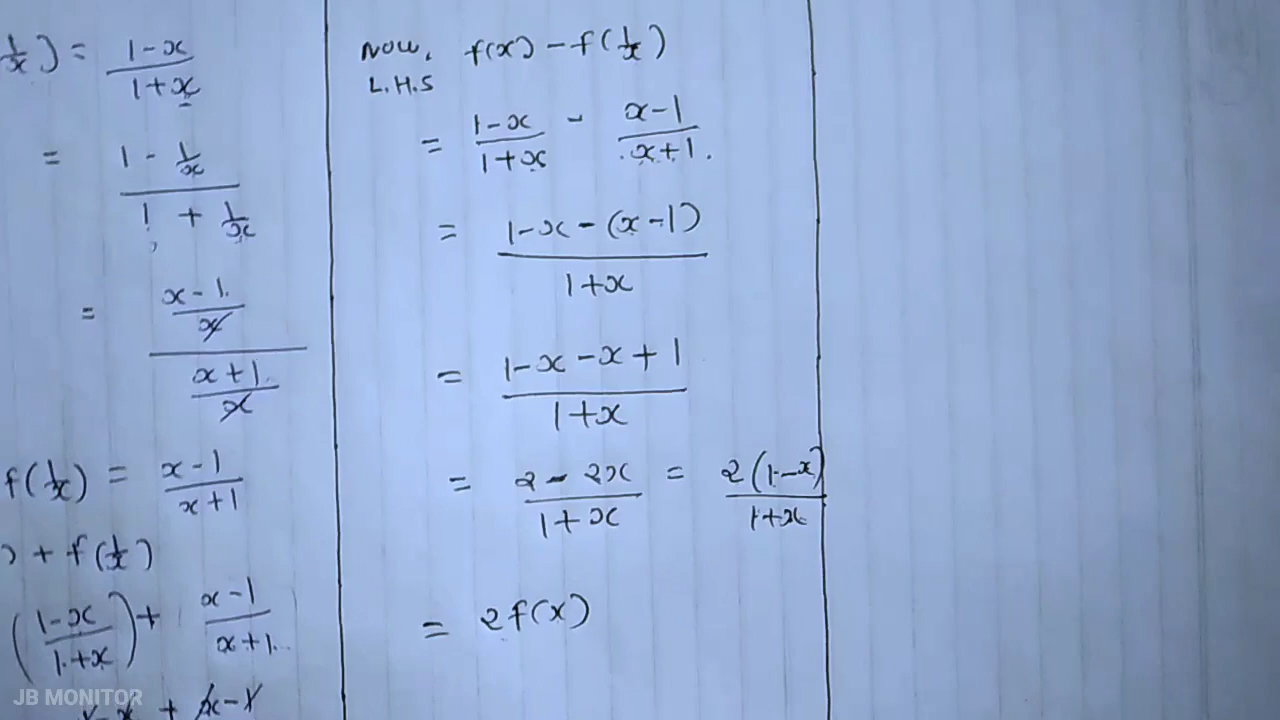 1/x) = (1-x)/(1+x)
= (1 - 1/x)/(1 + 1/x)
= ((x-1)/x)/((x+1)/x)
f(1/x) = (x-1)/(x+1)
) + f(1/x)
((1-x)/(1+x)) + (x-1)/(x+1)
+ x-1
Now, f(x) - f(1/x)
L.H.S
= (1-x)/(1+x) - (x-1)/(x+1)
= (1-x-(x-1))/(1+x)
= (1-x-x+1)/(1+x)
= (2-2x)/(1+x) = 2(1-x)/(1+x)
= 2f(x)
JB MONITOR